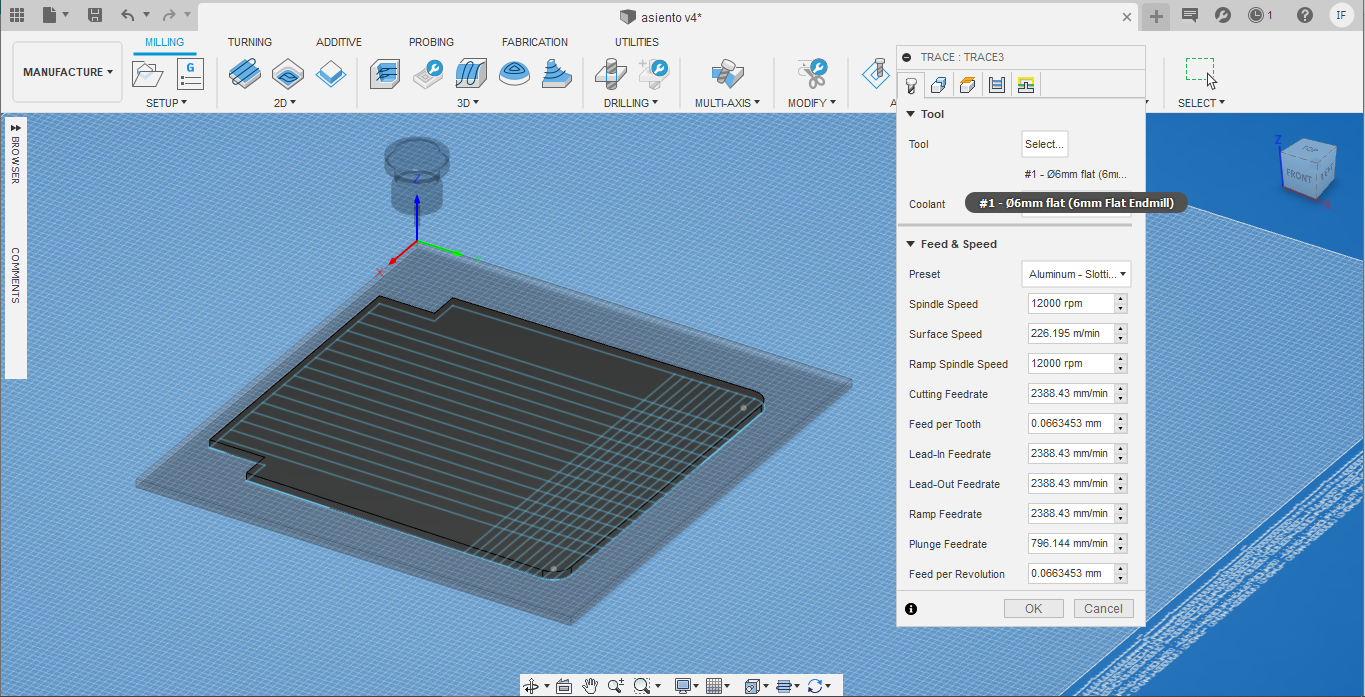 asiento v4*
1
IF
MILLING
TURNING
ADDITIVE
PROBING
FABRICATION
UTILITIES
MANUFACTURE
G
SETUP
2D
3D
DRILLING
MULTI-AXIS
MODIFY
A
SELECT
TRACE : TRACE3
BROWSER
COMMENTS
Tool
Tool
Select...
#1 - Ø6mm flat (6m...
Coolant
#1 - Ø6mm flat (6mm Flat Endmill)
Feed & Speed
Preset
Aluminum - Slotti...
Spindle Speed
12000 rpm
Surface Speed
226.195 m/min
Ramp Spindle Speed
12000 rpm
Cutting Feedrate
2388.43 mm/min
Feed per Tooth
0.0663453 mm
Lead-In Feedrate
2388.43 mm/min
Lead-Out Feedrate
2388.43 mm/min
Ramp Feedrate
2388.43 mm/min
Plunge Feedrate
796.144 mm/min
Feed per Revolution
0.0663453 mm
OK
Cancel
Z
X
Y
Z
TOP
FRONT
X